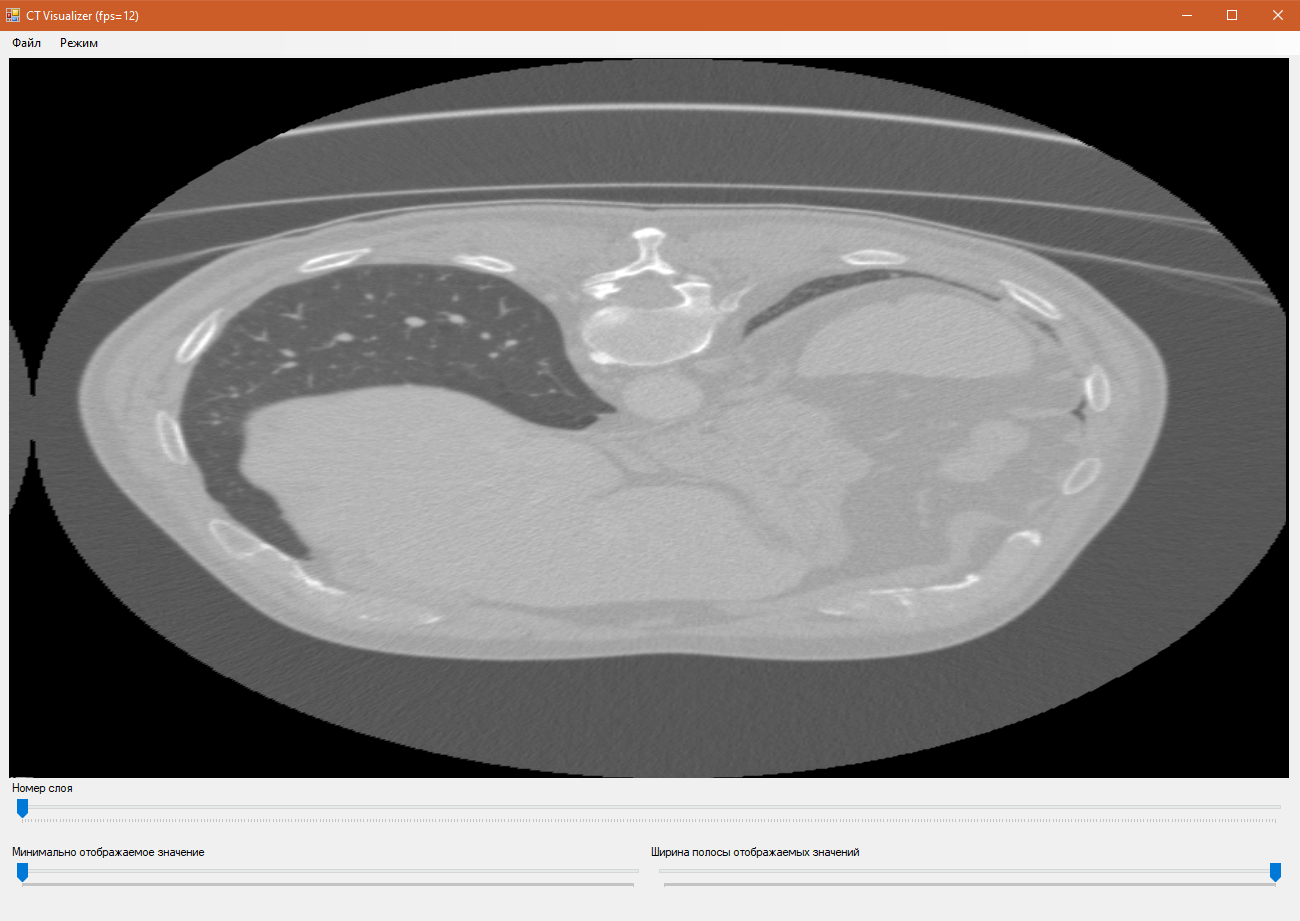 CT Visualizer (fps=12)
Файл Режим
Номер слоя
Минимально отображаемое значение
Ширина полосы отображаемых значений